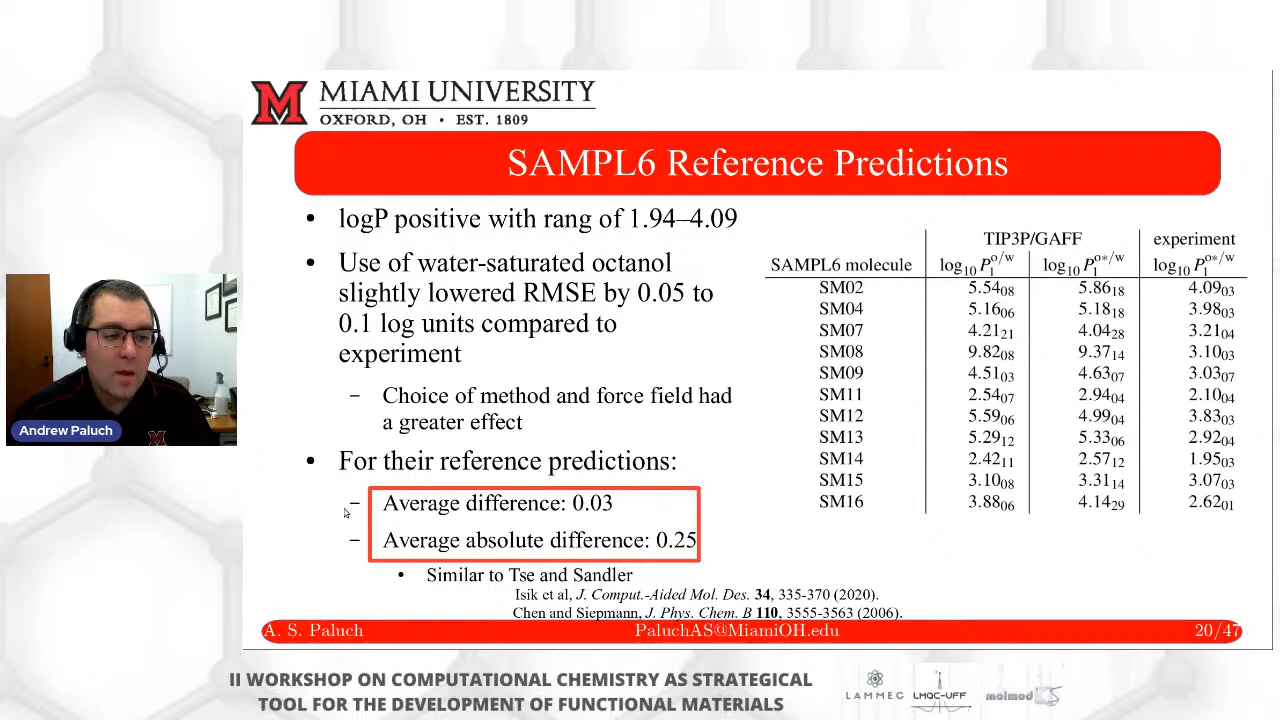 MIAMI UNIVERSITY
OXFORD, OH • EST. 1809
SAMPL6 Reference Predictions
• logP positive with rang of 1.94–4.09
• Use of water-saturated octanol
slightly lowered RMSE by 0.05 to
0.1 log units compared to
experiment
– Choice of method and force field had
a greater effect
• For their reference predictions:
– Average difference: 0.03
– Average absolute difference: 0.25
• Similar to Tse and Sandler
TIP3P/GAFF experiment
SAMPL6 molecule log₁₀ P₁^o/w log₁₀ P₁^o*/w log₁₀ P₁^o*/w
SM02 5.54₀₈ 5.86₁₈ 4.09₀₃
SM04 5.16₀₆ 5.18₁₈ 3.98₀₃
SM07 4.21₂₁ 4.04₂₈ 3.21₀₄
SM08 9.82₀₈ 9.37₁₄ 3.10₀₃
SM09 4.51₀₃ 4.63₀₇ 3.03₀₇
SM11 2.54₀₇ 2.94₀₄ 2.10₀₄
SM12 5.59₀₆ 4.99₀₄ 3.83₀₃
SM13 5.29₁₂ 5.33₀₆ 2.92₀₄
SM14 2.42₁₁ 2.57₁₂ 1.95₀₃
SM15 3.10₀₈ 3.31₁₄ 3.07₀₃
SM16 3.88₀₆ 4.14₂₉ 2.62₀₁
Isik et al, J. Comput.-Aided Mol. Des. 34, 335-370 (2020).
Chen and Siepmann, J. Phys. Chem. B 110, 3555-3563 (2006).
A. S. Paluch PaluchAS@MiamiOH.edu 20/47
Andrew Paluch
II WORKSHOP ON COMPUTATIONAL CHEMISTRY AS STRATEGICAL
TOOL FOR THE DEVELOPMENT OF FUNCTIONAL MATERIALS
LAMMEC LMQC-UFF molmodCS